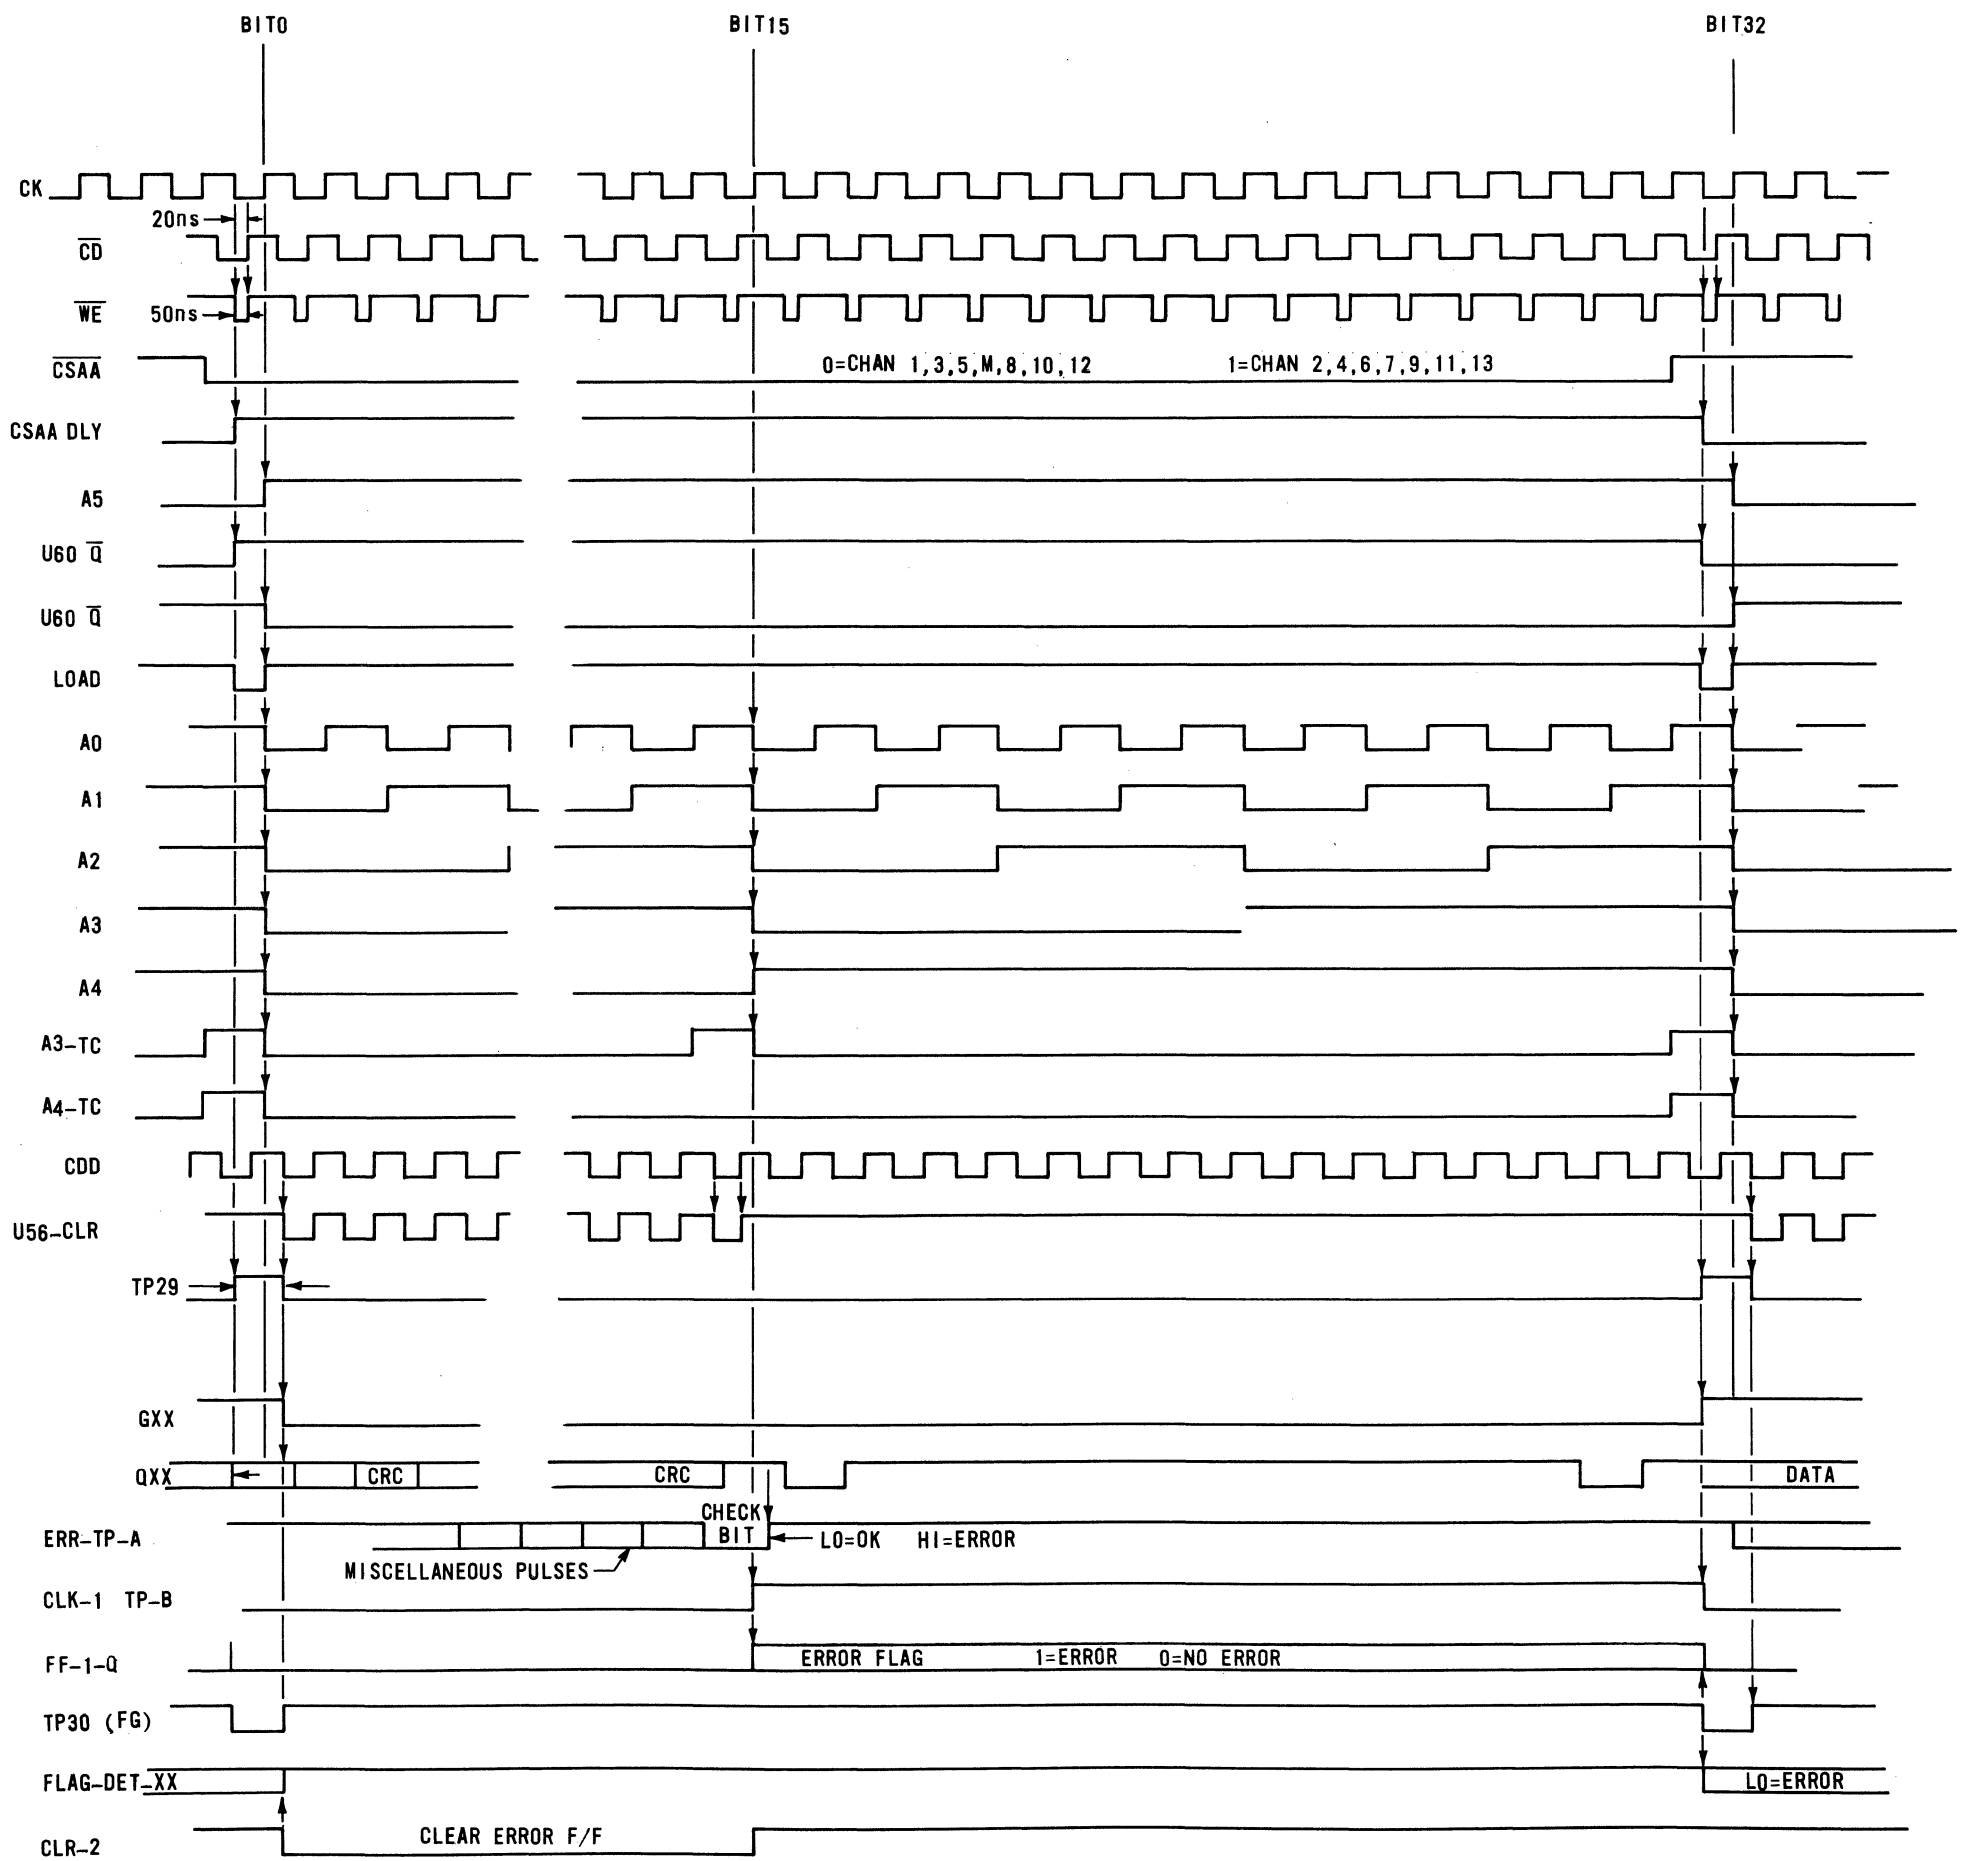 BIT0 BIT15 BIT32
CK
20ns
CD
WE 50ns
CSAA 0=CHAN 1,3,5,M,8,10,12 1=CHAN 2,4,6,7,9,11,13
CSAA DLY
A5
U60 Q
U60 Q
LOAD
A0
A1
A2
A3
A4
A3-TC
A4-TC
CDD
U56-CLR
TP29
GXX
QXX CRC CRC DATA
ERR-TP-A CHECK BIT LO=OK HI=ERROR
MISCELLANEOUS PULSES
CLK-1 TP-B
FF-1-Q ERROR FLAG 1=ERROR 0=NO ERROR
TP30 (FG)
FLAG-DET-XX LO=ERROR
CLR-2 CLEAR ERROR F/F